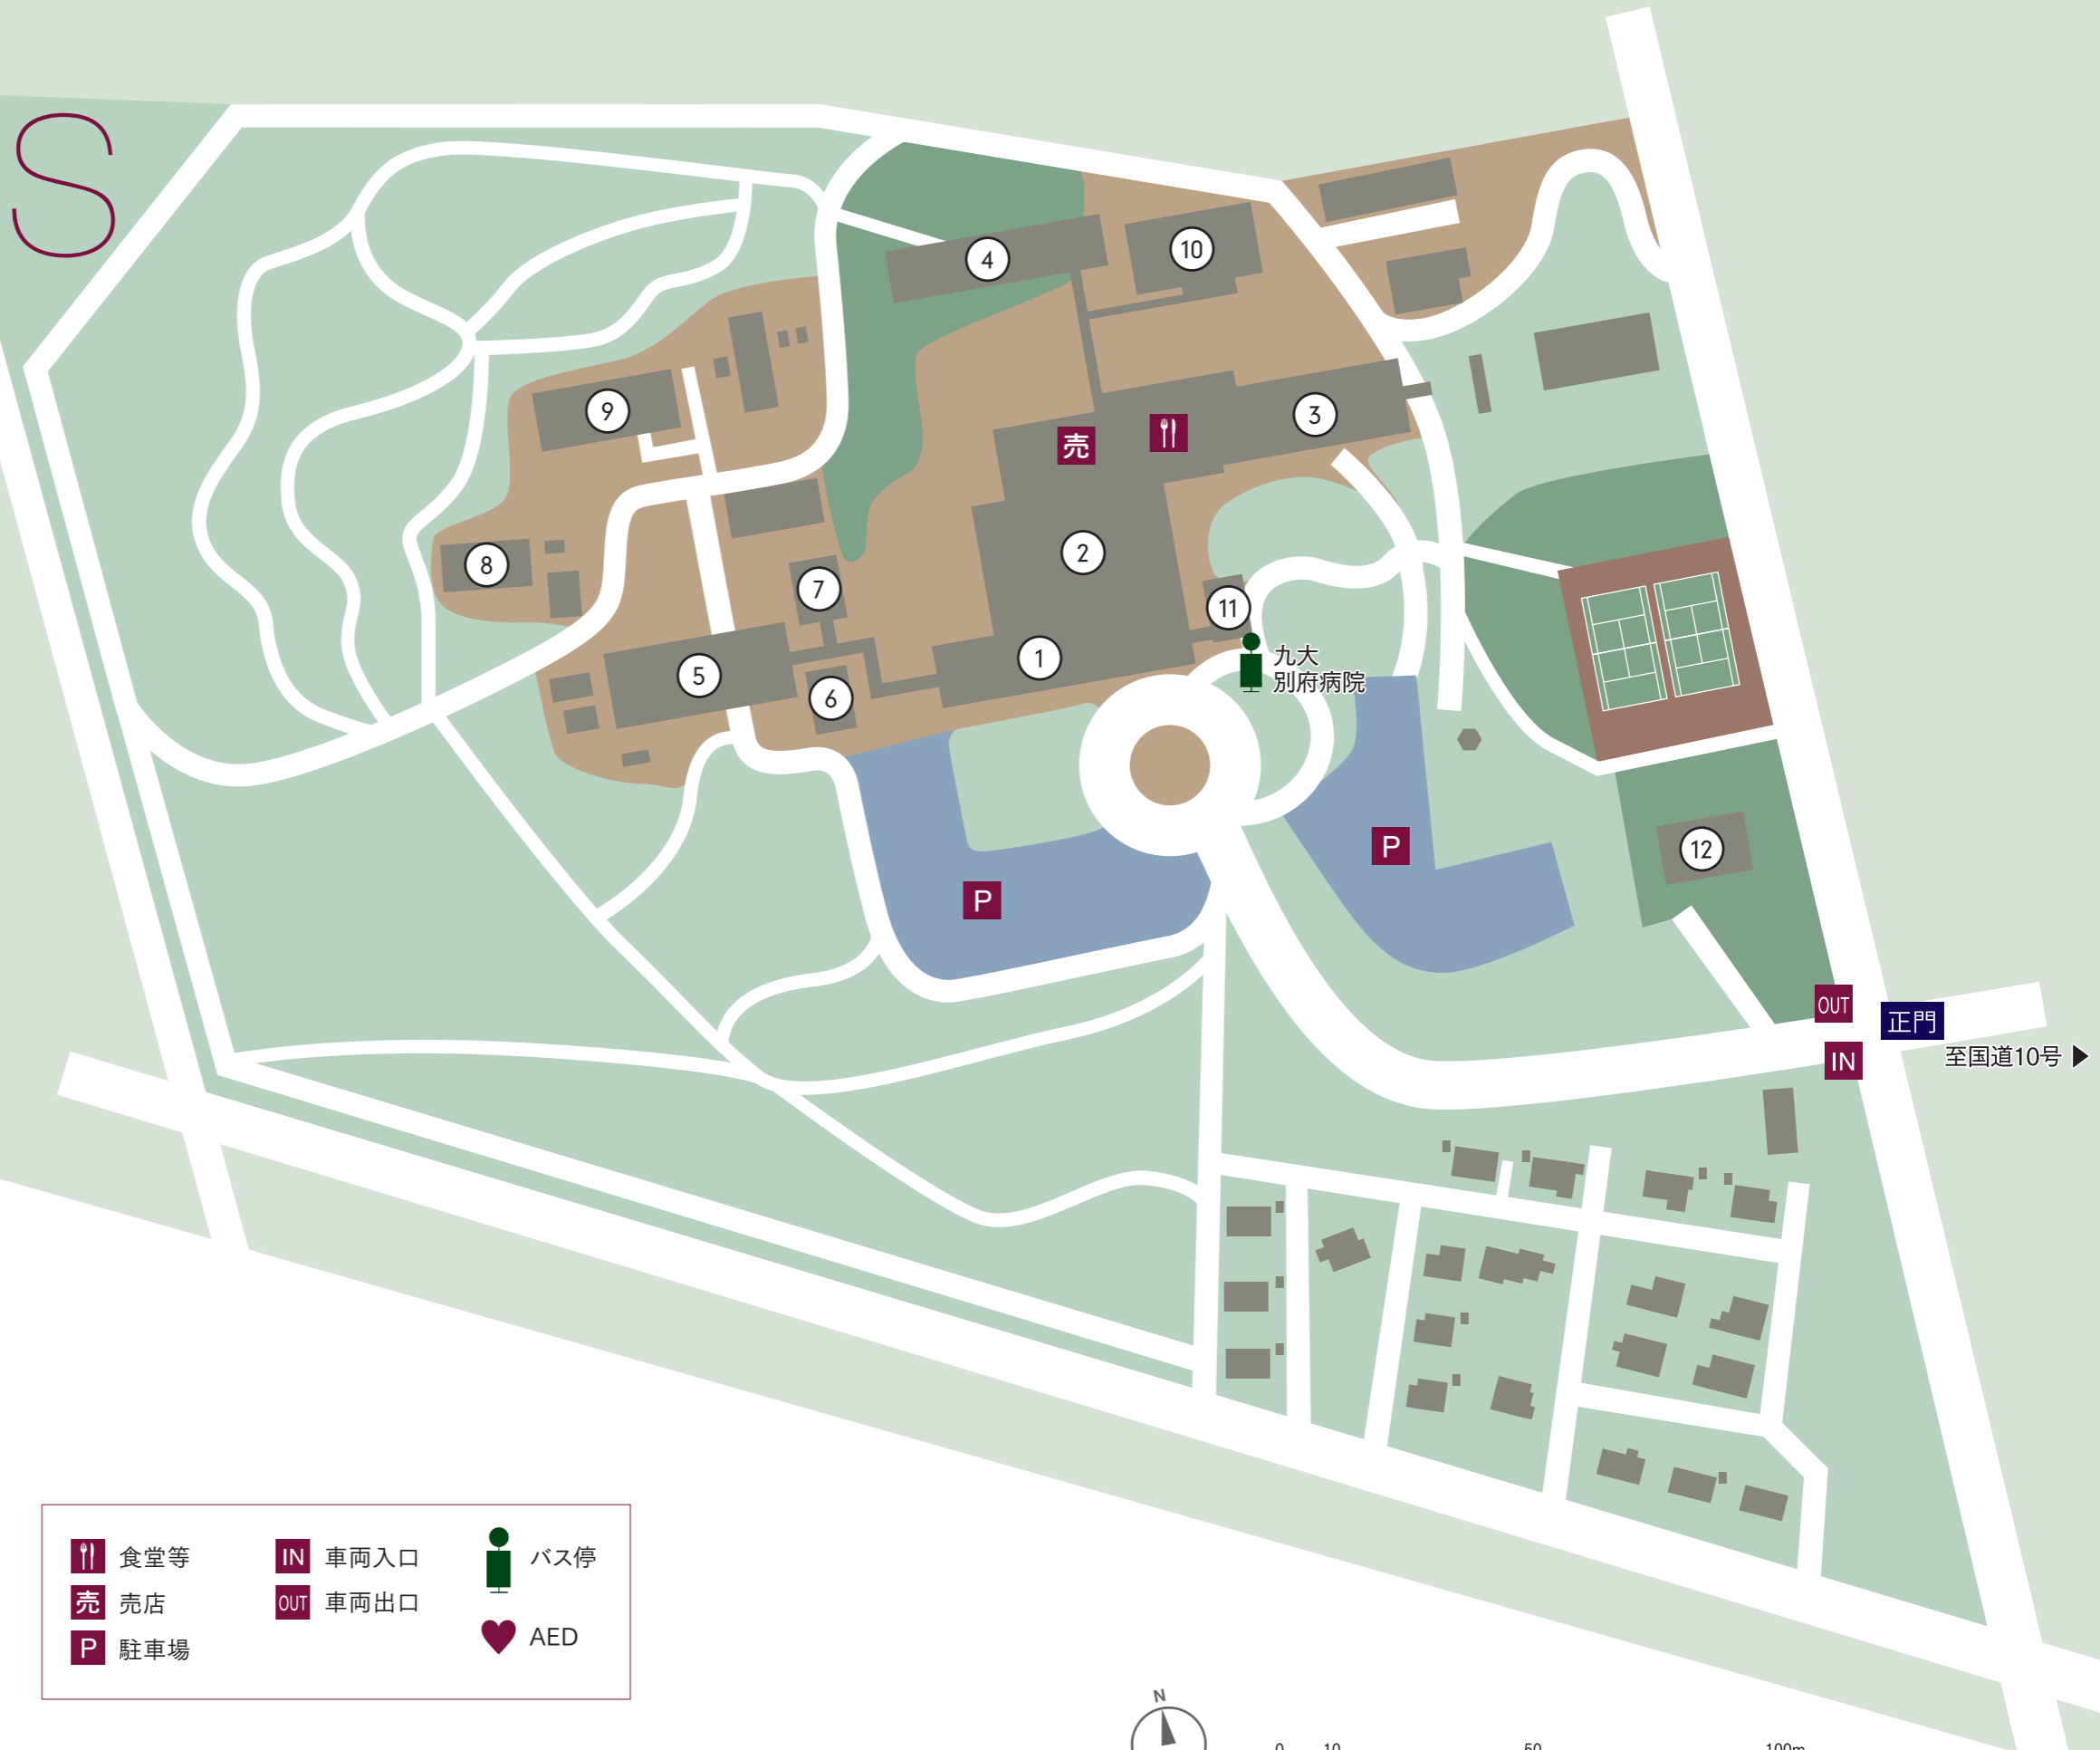 S
4
10
9
3
売
2
8
7
11
1
5
6
九大
別府病院
P
12
P
OUT
正門
IN
至国道10号
食堂等
売 売店
P 駐車場
IN 車両入口
OUT 車両出口
バス停
AED
N
0 10 50 100m